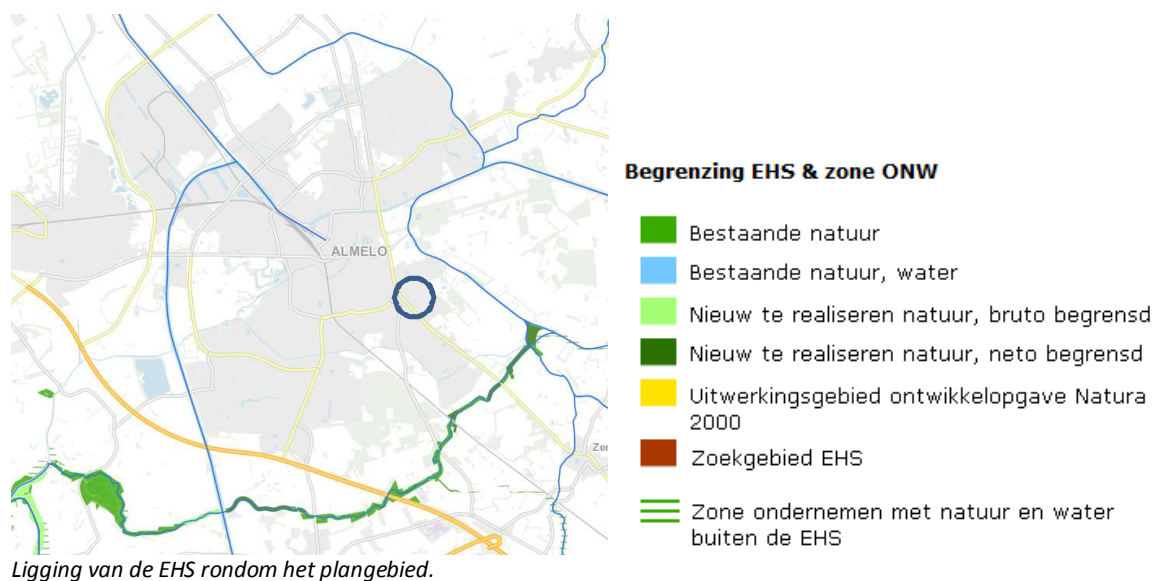 ALMELO
Zer
Begrenzing EHS & zone ONW
Bestaande natuur
Bestaande natuur, water
Nieuw te realiseren natuur, bruto begrensd
Nieuw te realiseren natuur, neto begrensd
Uitwerkingsgebied ontwikkelopgave Natura
2000
Zoekgebied EHS
Zone ondernemen met natuur en water
buiten de EHS
Ligging van de EHS rondom het plangebied.